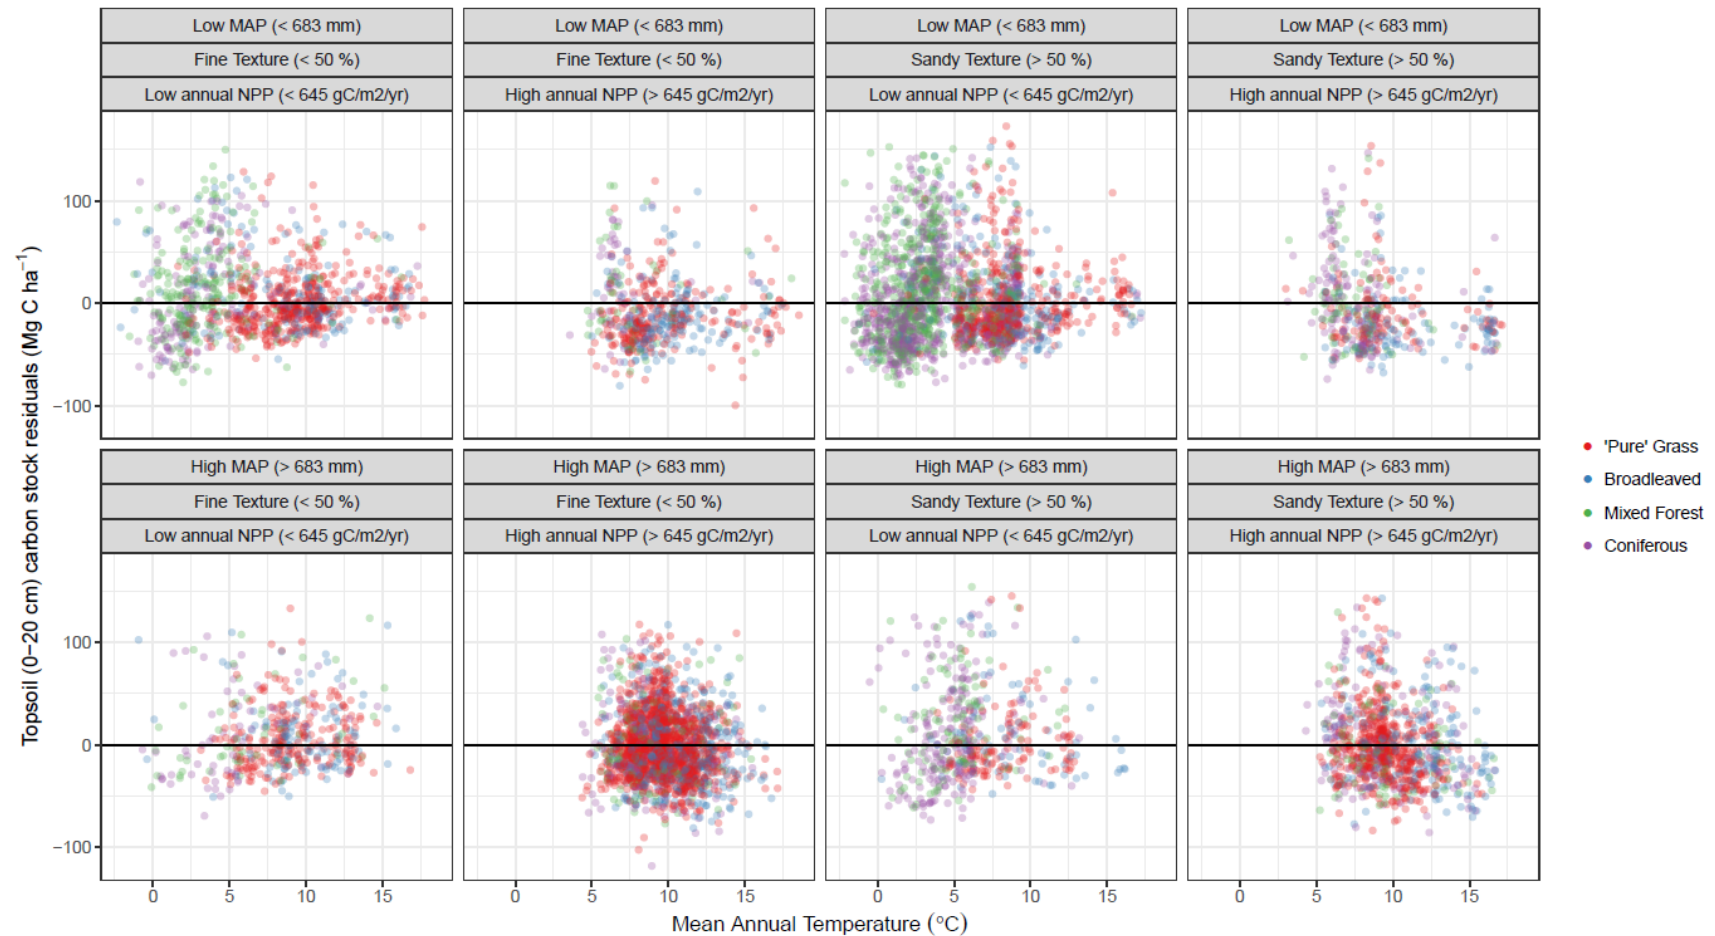 Low MAP (< 683 mm)
Fine Texture (< 50 %)
Low annual NPP (< 645 gC/m2/yr)
Low MAP (< 683 mm)
Fine Texture (< 50 %)
High annual NPP (> 645 gC/m2/yr)
Low MAP (< 683 mm)
Sandy Texture (> 50 %)
Low annual NPP (< 645 gC/m2/yr)
Low MAP (< 683 mm)
Sandy Texture (> 50 %)
High annual NPP (> 645 gC/m2/yr)
100
0
−100
High MAP (> 683 mm)
Fine Texture (< 50 %)
Low annual NPP (< 645 gC/m2/yr)
High MAP (> 683 mm)
Fine Texture (< 50 %)
High annual NPP (> 645 gC/m2/yr)
High MAP (> 683 mm)
Sandy Texture (> 50 %)
Low annual NPP (< 645 gC/m2/yr)
High MAP (> 683 mm)
Sandy Texture (> 50 %)
High annual NPP (> 645 gC/m2/yr)
100
0
−100
0 5 10 15
0 5 10 15
0 5 10 15
0 5 10 15
Mean Annual Temperature (°C)
Topsoil (0−20 cm) carbon stock residuals (Mg C ha⁻¹)
'Pure' Grass
Broadleaved
Mixed Forest
Coniferous